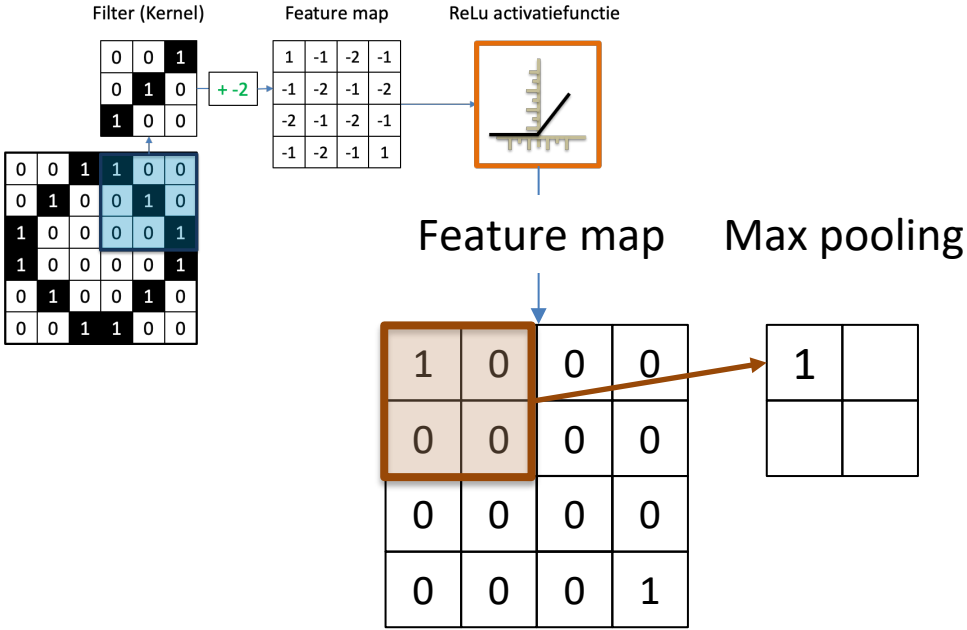 Filter (Kernel) Feature map ReLu activatiefunctie
0 0 1
0 1 0
1 0 0
+ -2
1 -1 -2 -1
-1 -2 -1 -2
-2 -1 -2 -1
-1 -2 -1 1
0 0 1 1 0 0
0 1 0 0 1 0
1 0 0 0 0 1
1 0 0 0 0 1
0 1 0 0 1 0
0 0 1 1 0 0
Feature map Max pooling
1 0 0 0
0 0 0 0
0 0 0 0
0 0 0 1
1